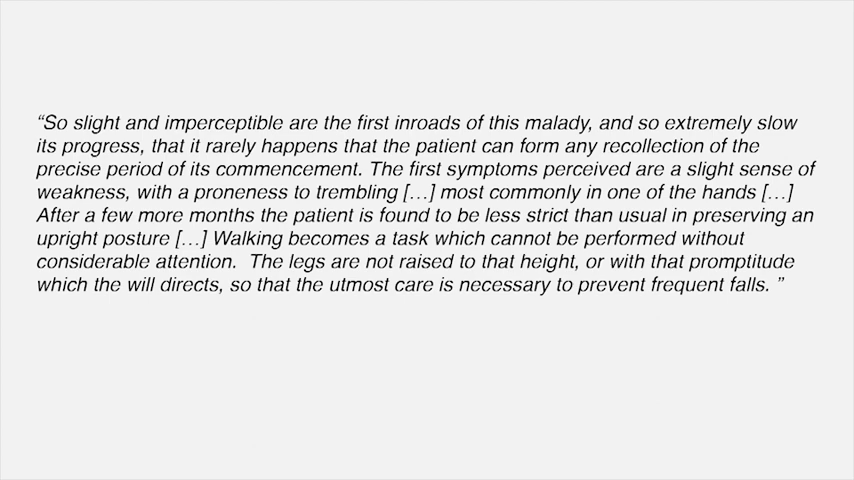 “So slight and imperceptible are the first inroads of this malady, and so extremely slow
its progress, that it rarely happens that the patient can form any recollection of the
precise period of its commencement. The first symptoms perceived are a slight sense of
weakness, with a proneness to trembling […] most commonly in one of the hands […]
After a few more months the patient is found to be less strict than usual in preserving an
upright posture […] Walking becomes a task which cannot be performed without
considerable attention.  The legs are not raised to that height, or with that promptitude
which the will directs, so that the utmost care is necessary to prevent frequent falls. ”